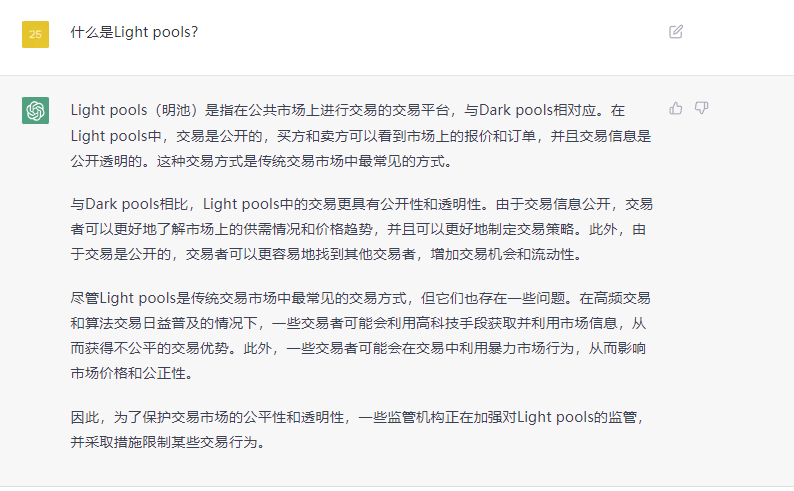 25
什么是Light pools?
Light pools（明池）是指在公共市场上进行交易的交易平台，与Dark pools相对应。在
Light pools中，交易是公开的，买方和卖方可以看到市场上的报价和订单，并且交易信息是
公开透明的。这种交易方式是传统交易市场中最常见的方式。
与Dark pools相比，Light pools中的交易更具有公开性和透明性。由于交易信息公开，交易
者可以更好地了解市场上的供需情况和价格趋势，并且可以更好地制定交易策略。此外，由
于交易是公开的，交易者可以更容易地找到其他交易者，增加交易机会和流动性。
尽管Light pools是传统交易市场中最常见的交易方式，但它们也存在一些问题。在高频交易
和算法交易日益普及的情况下，一些交易者可能会利用高科技手段获取并利用市场信息，从
而获得不公平的交易优势。此外，一些交易者可能会在交易中利用暴力市场行为，从而影响
市场价格和公正性。
因此，为了保护交易市场的公平性和透明性，一些监管机构正在加强对Light pools的监管，
并采取措施限制某些交易行为。